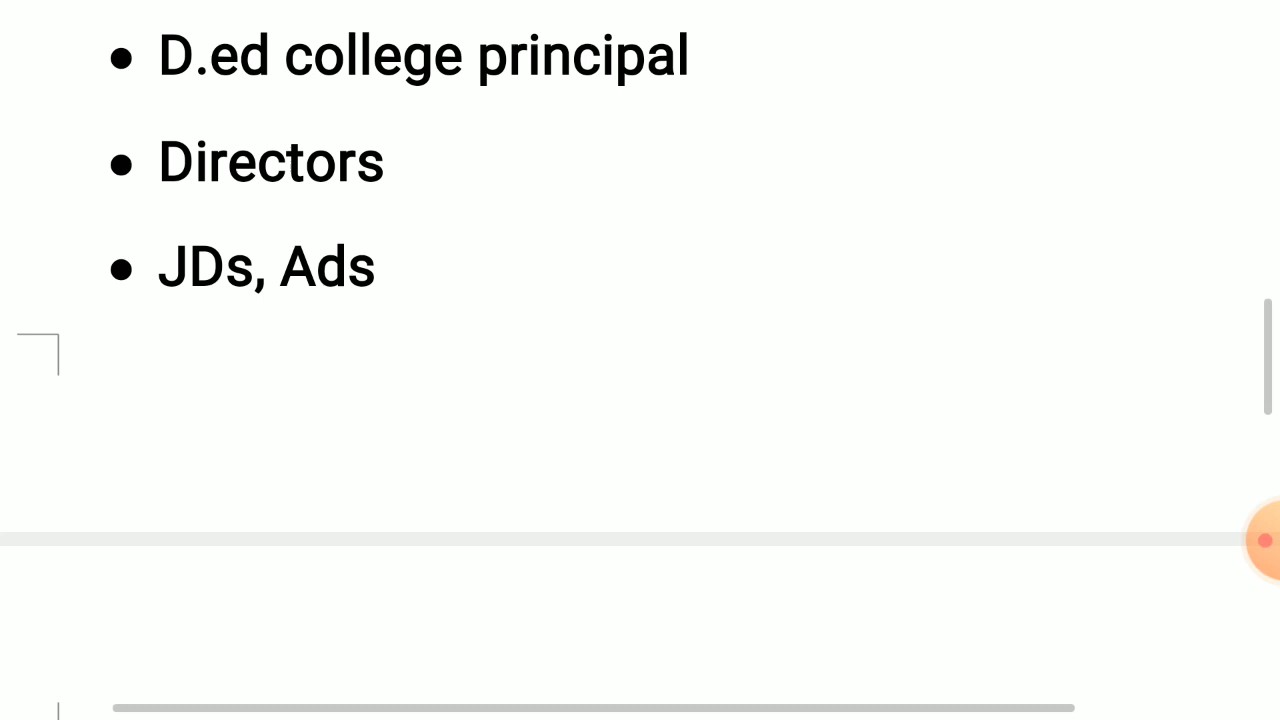 • D.ed college principal
• Directors
• JDs, Ads